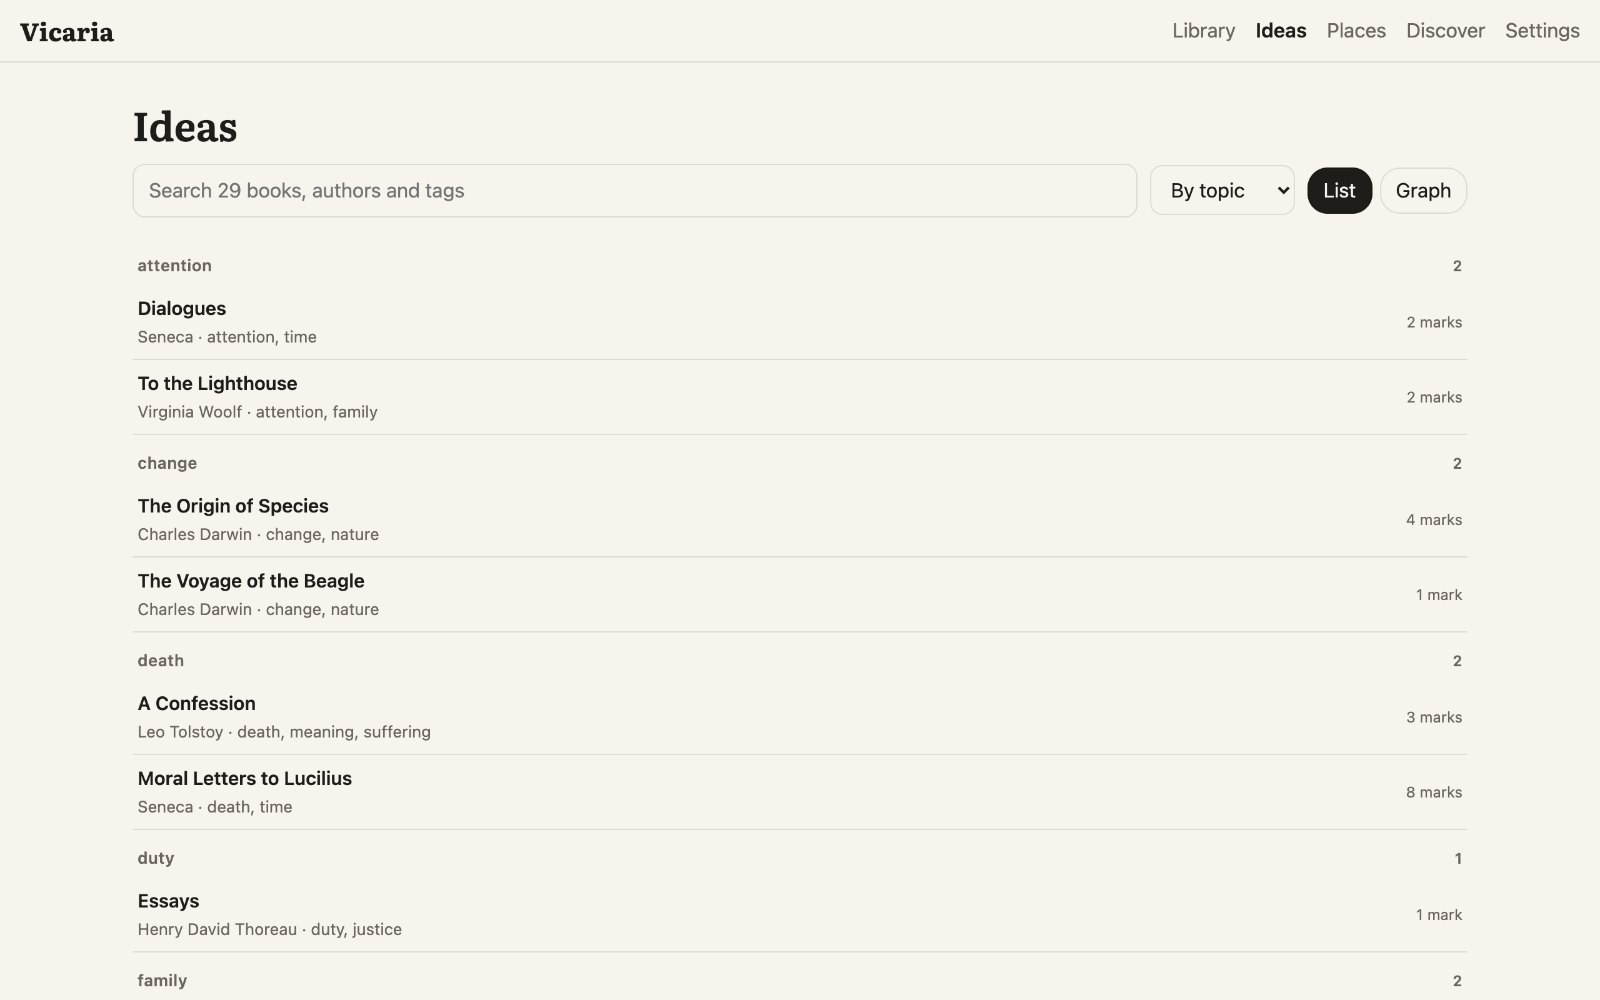 Vicaria
Library Ideas Places Discover Settings
Ideas
Search 29 books, authors and tags
By topic
List
Graph
attention 2
Dialogues
Seneca · attention, time
2 marks
To the Lighthouse
Virginia Woolf · attention, family
2 marks
change 2
The Origin of Species
Charles Darwin · change, nature
4 marks
The Voyage of the Beagle
Charles Darwin · change, nature
1 mark
death 2
A Confession
Leo Tolstoy · death, meaning, suffering
3 marks
Moral Letters to Lucilius
Seneca · death, time
8 marks
duty 1
Essays
Henry David Thoreau · duty, justice
1 mark
family 2